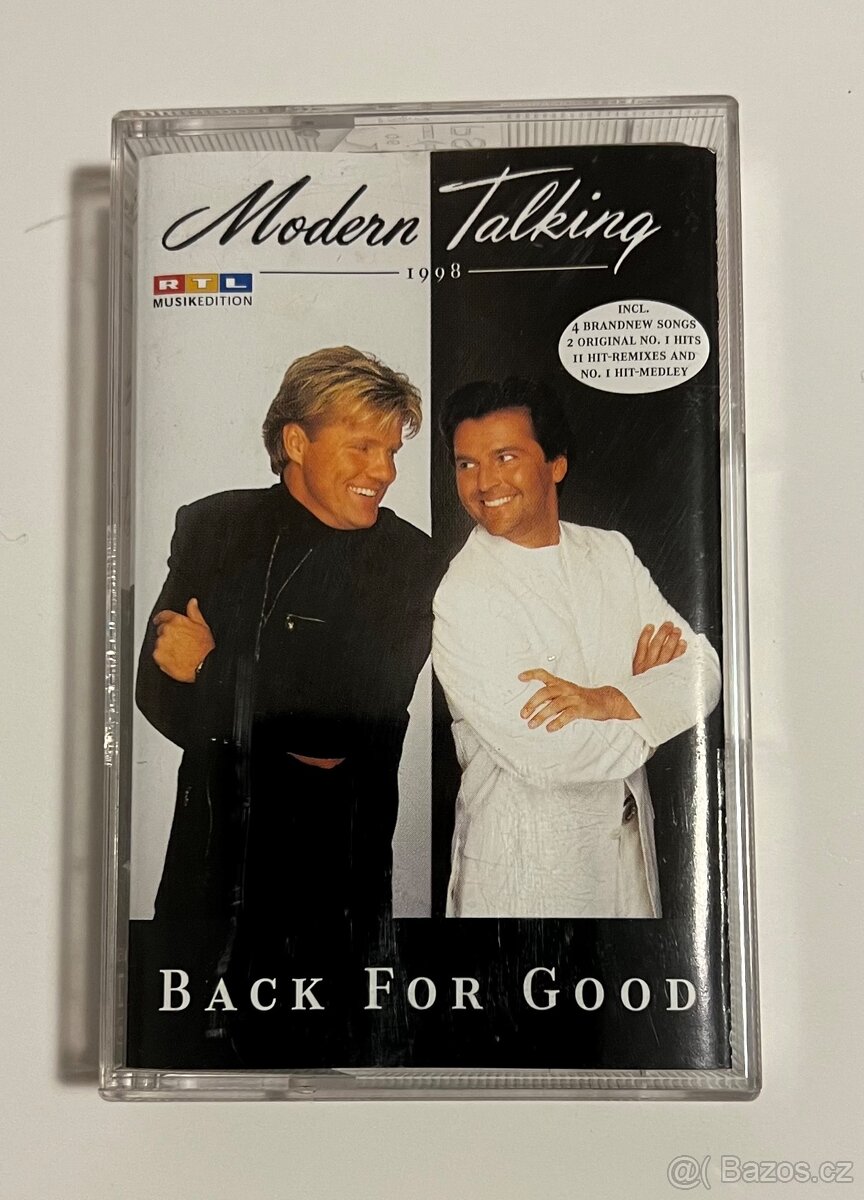 Modern Talking
1998
RTL
MUSIKEDITION
INCL.
4 BRANDNEW SONGS
2 ORIGINAL NO. 1 HITS
11 HIT-REMIXES AND
NO. 1 HIT-MEDLEY
BACK FOR GOOD
@( Bazos.cz